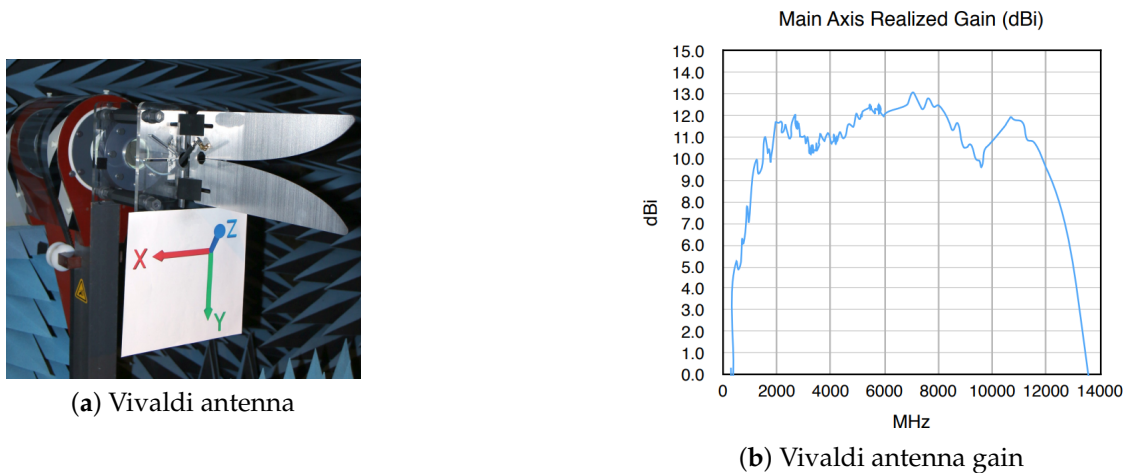 X
Z
Y
(a) Vivaldi antenna
Main Axis Realized Gain (dBi)
15.0
14.0
13.0
12.0
11.0
10.0
9.0
8.0
7.0
6.0
5.0
4.0
3.0
2.0
1.0
0.0
dBi
0 2000 4000 6000 8000 10000 12000 14000
MHz
(b) Vivaldi antenna gain